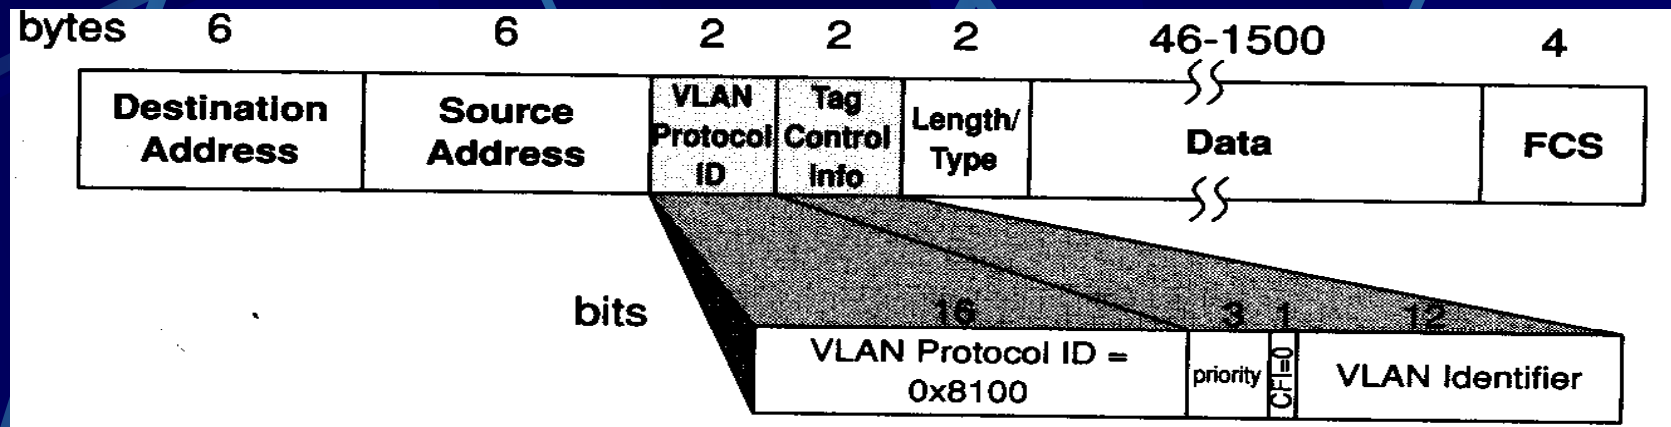 bytes 6 6 2 2 2 46-1500 4
Destination
Address
Source
Address
VLAN
Protocol
ID
Tag
Control
Info
Length/
Type
Data
FCS
bits 16 3 1 12
VLAN Protocol ID =
0x8100
priority
CFI=0
VLAN Identifier